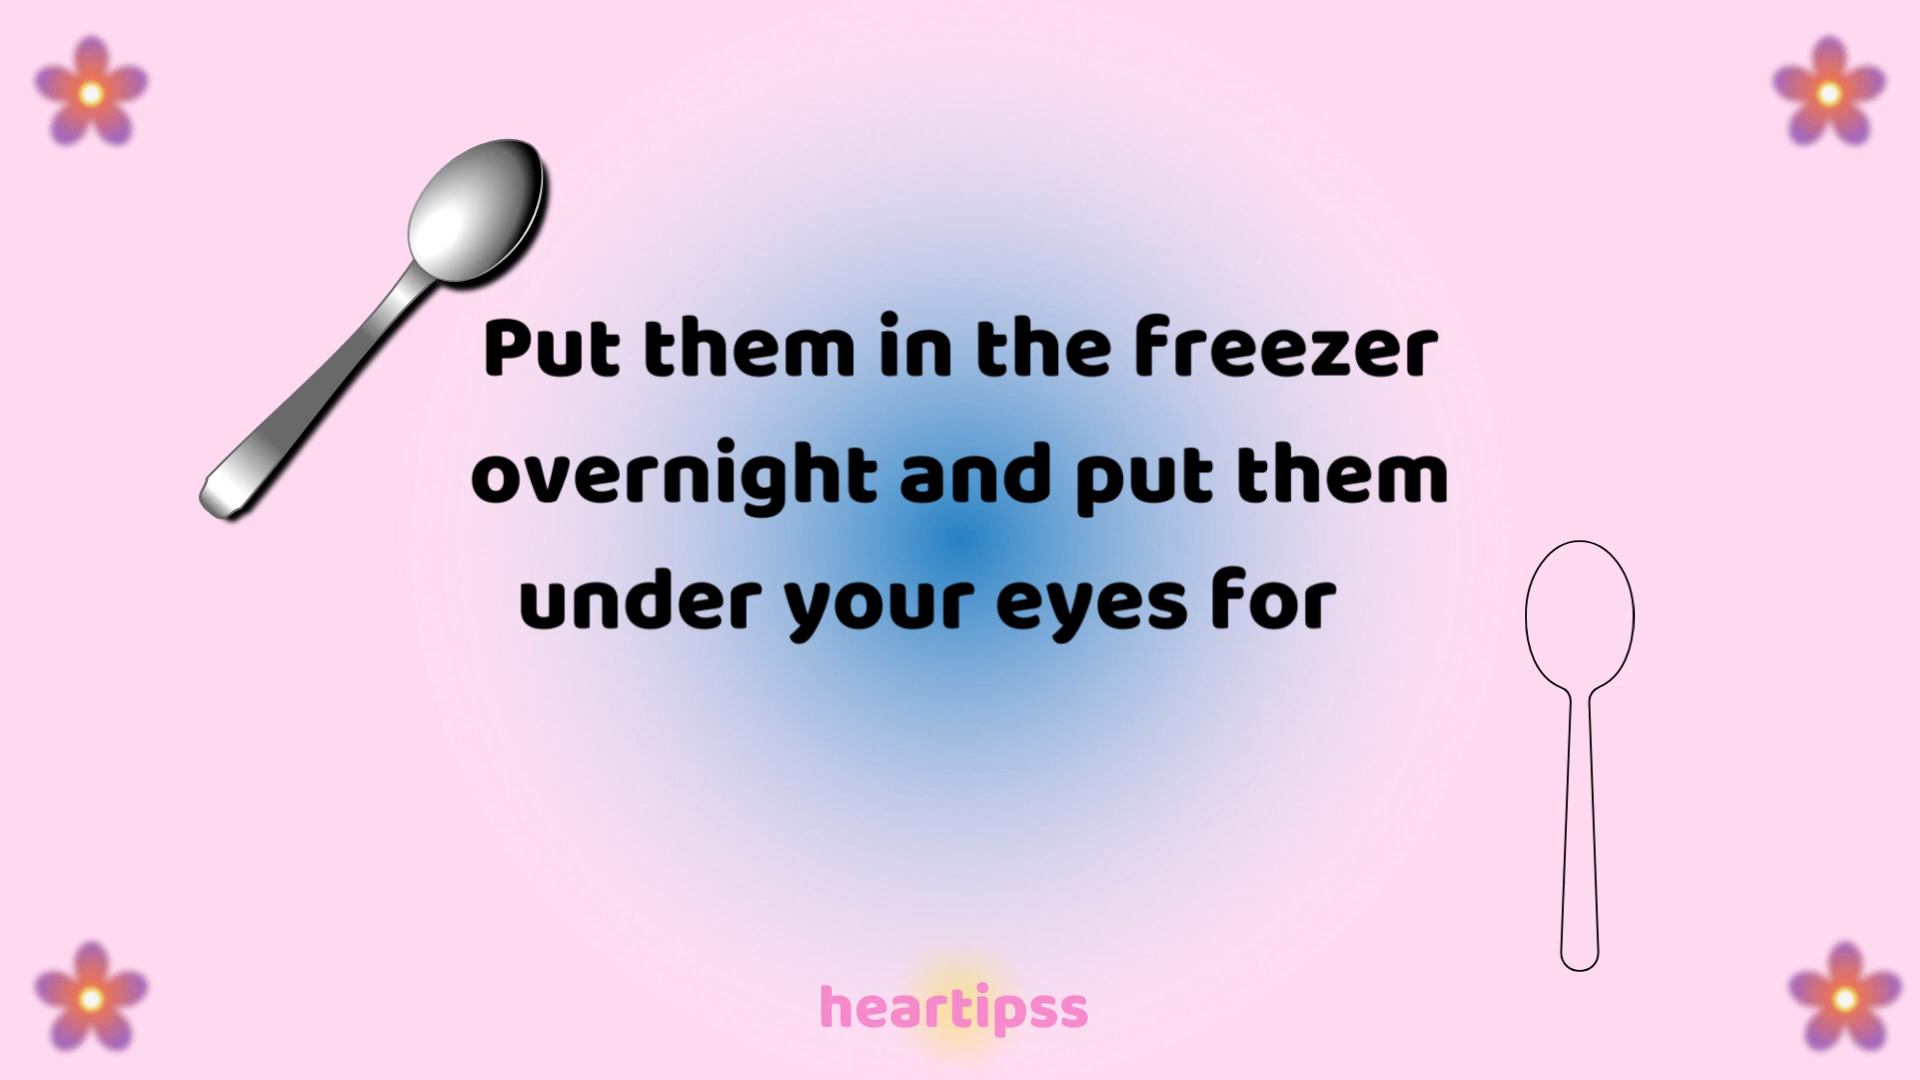 Put them in the freezer
overnight and put them
under your eyes for
heartipss